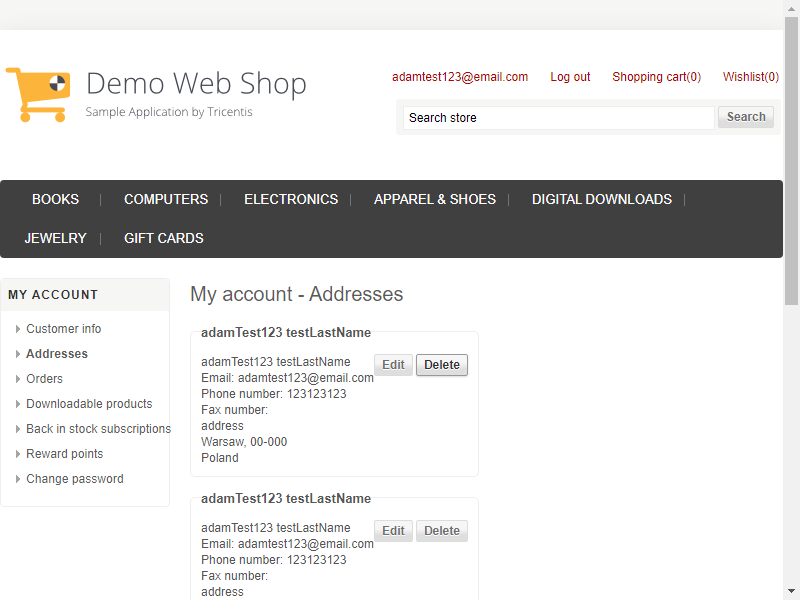 Demo Web Shop
Sample Application by Tricentis
adamtest123@email.com Log out Shopping cart(0) Wishlist(0)
Search store Search
BOOKS COMPUTERS ELECTRONICS APPAREL & SHOES DIGITAL DOWNLOADS
JEWELRY GIFT CARDS
MY ACCOUNT
Customer info
Addresses
Orders
Downloadable products
Back in stock subscriptions
Reward points
Change password
My account - Addresses
adamTest123 testLastName
adamTest123 testLastName Edit Delete
Email: adamtest123@email.com
Phone number: 123123123
Fax number:
address
Warsaw, 00-000
Poland
adamTest123 testLastName
adamTest123 testLastName Edit Delete
Email: adamtest123@email.com
Phone number: 123123123
Fax number:
address